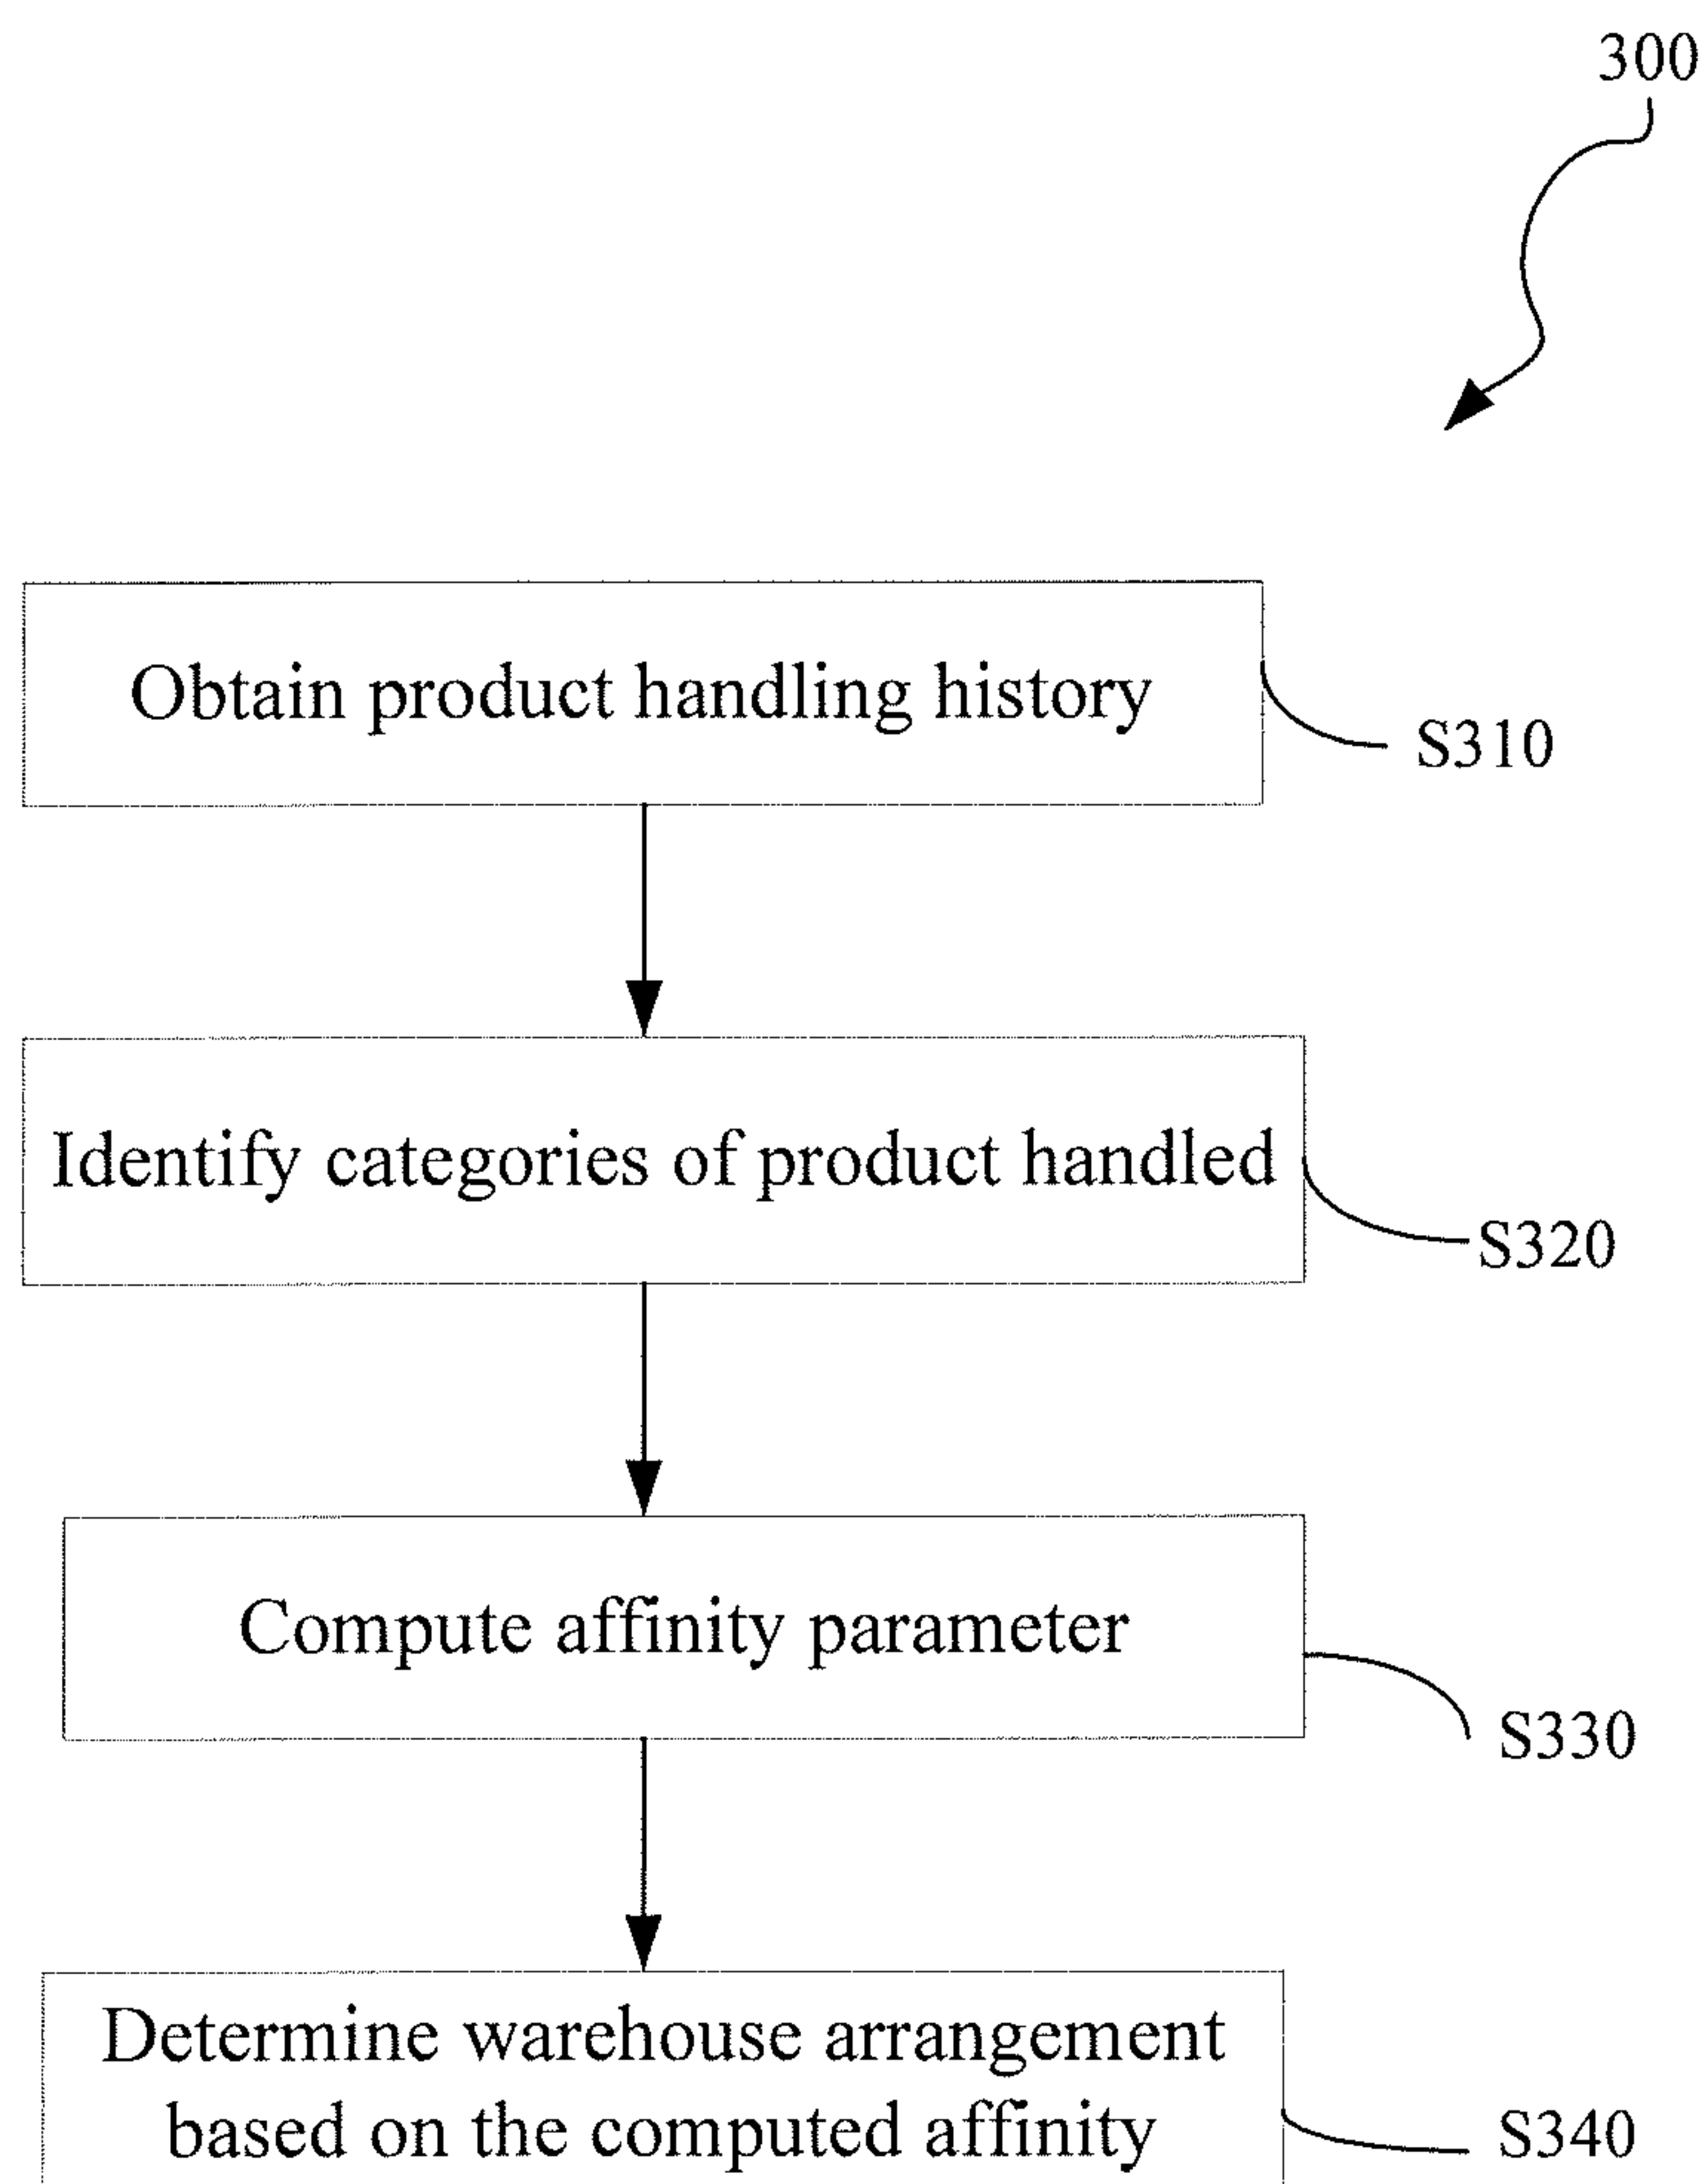 300
Obtain product handling history
S310
Identify categories of product handled
S320
Compute affinity parameter
S330
Determine warehouse arrangement
based on the computed affinity
S340